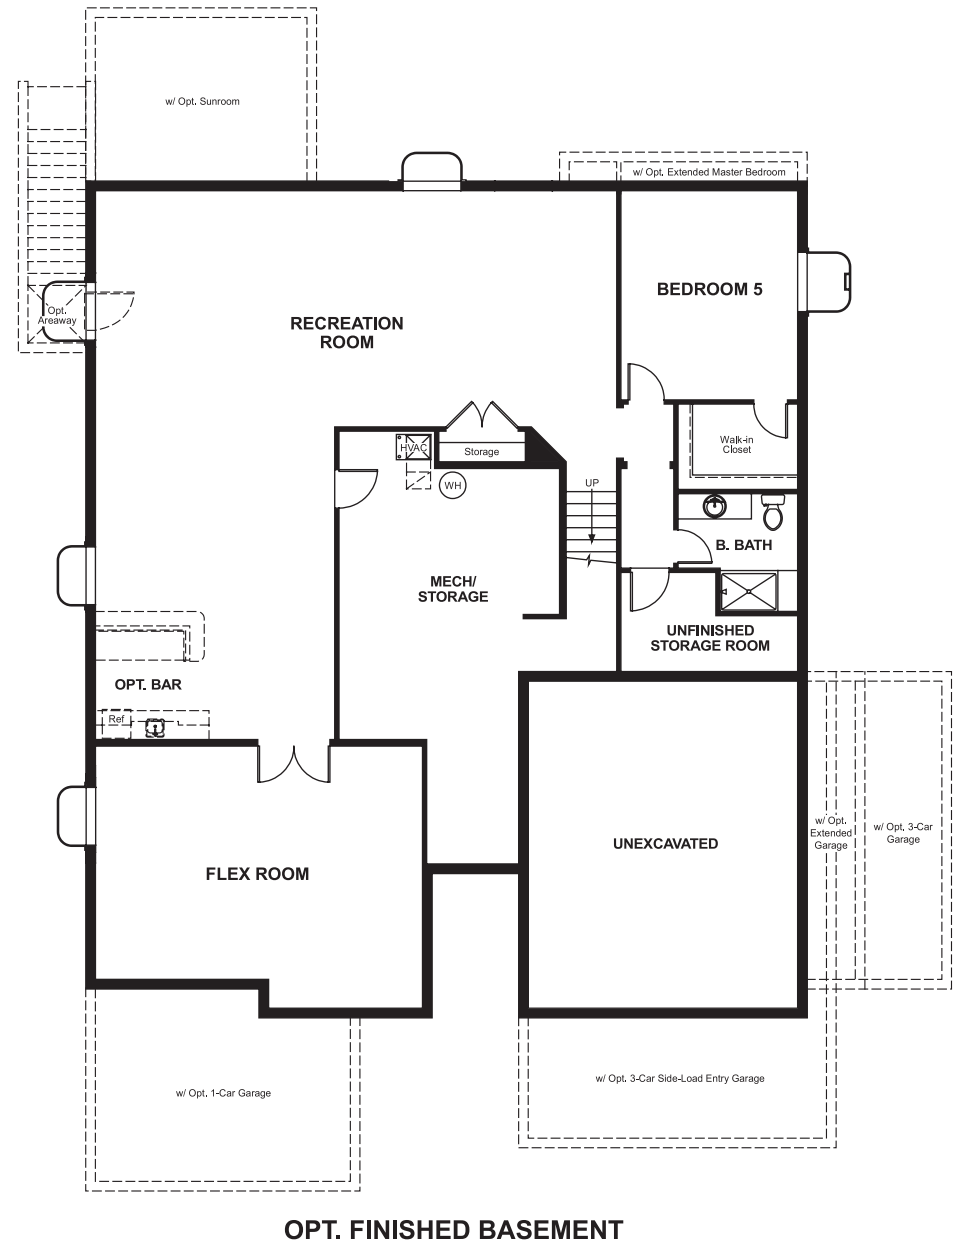 w/ Opt. Sunroom
w/ Opt. Extended Master Bedroom
BEDROOM 5
Opt.
Areaway
RECREATION
ROOM
HVAC
Storage
Walk-in
Closet
WH
UP
B. BATH
MECH/
STORAGE
UNFINISHED
STORAGE ROOM
OPT. BAR
Ref
w/ Opt.
Extended
Garage
w/ Opt. 3-Car
Garage
UNEXCAVATED
FLEX ROOM
w/ Opt. 3-Car Side-Load Entry Garage
w/ Opt. 1-Car Garage
OPT. FINISHED BASEMENT